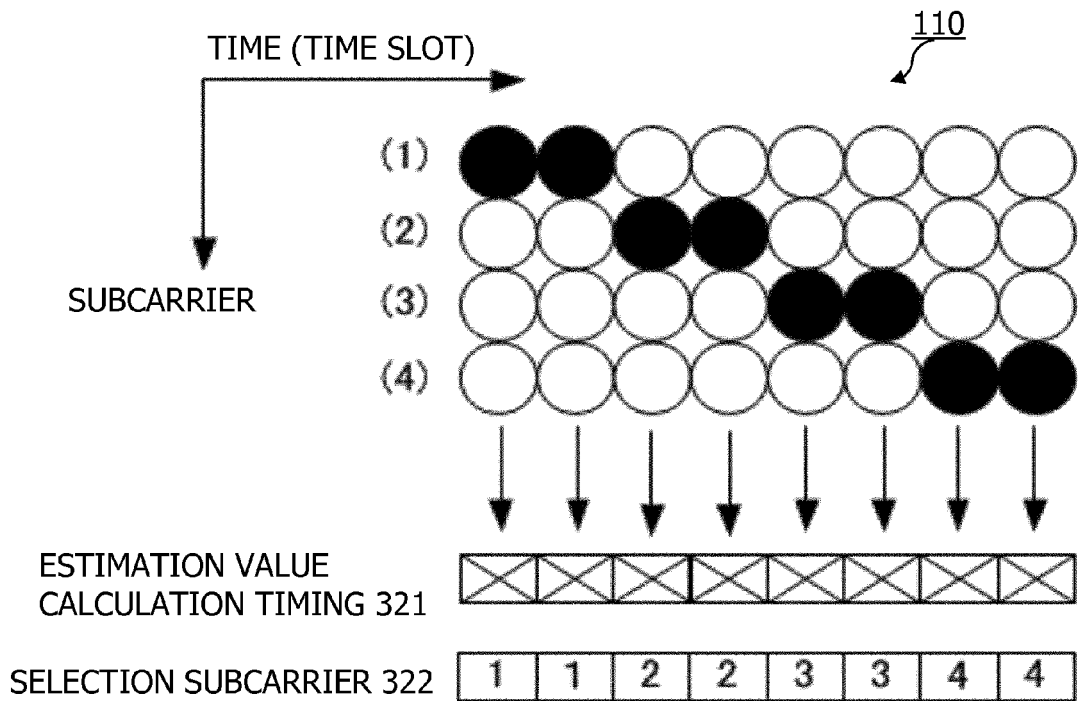 110
TIME (TIME SLOT)
(1)
(2)
(3)
(4)
SUBCARRIER
ESTIMATION VALUE
CALCULATION TIMING 321
SELECTION SUBCARRIER 322
1 1 2 2 3 3 4 4